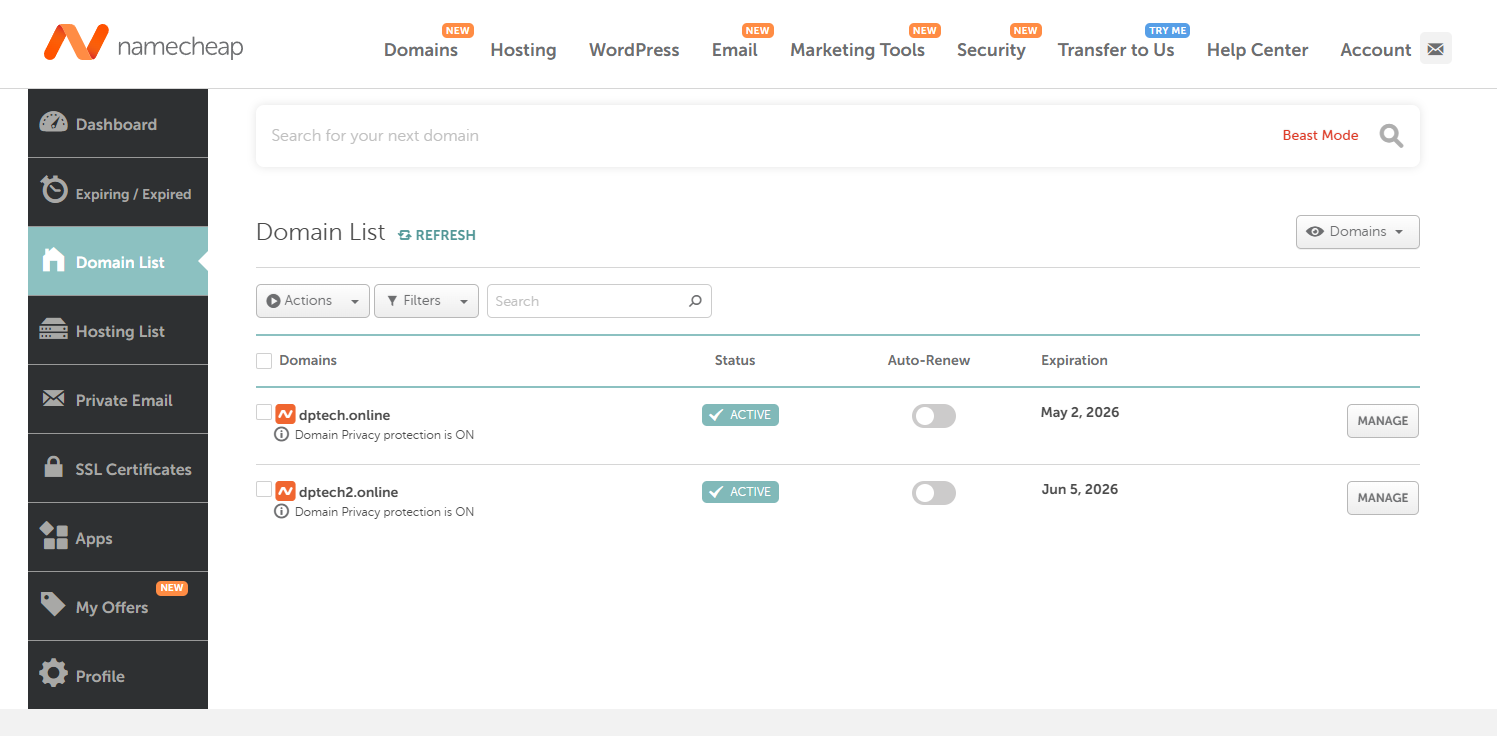 namecheap
Domains NEW
Hosting
WordPress
Email NEW
Marketing Tools NEW
Security NEW
Transfer to Us TRY ME
Help Center
Account
Dashboard
Expiring / Expired
Domain List
Hosting List
Private Email
SSL Certificates
Apps
My Offers NEW
Profile
Search for your next domain
Beast Mode
Domain List REFRESH
Domains
Actions Filters Search
Domains Status Auto-Renew Expiration
dptech.online ACTIVE May 2, 2026 MANAGE
Domain Privacy protection is ON
dptech2.online ACTIVE Jun 5, 2026 MANAGE
Domain Privacy protection is ON